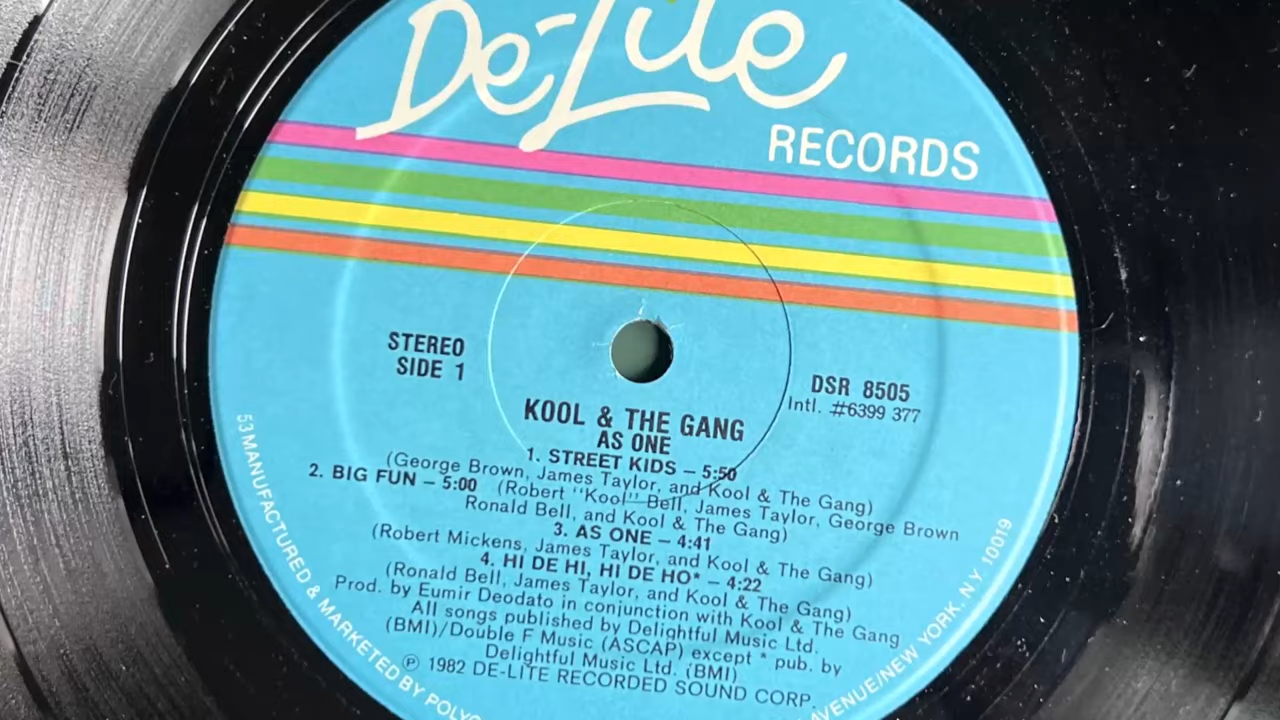 De-Lite
RECORDS
STEREO
SIDE 1
DSR 8505
Intl. #6399 377
KOOL & THE GANG
AS ONE
1. STREET KIDS – 5:50
(George Brown, James Taylor, and Kool & The Gang)
2. BIG FUN – 5:00 (Robert "Kool" Bell, James Taylor, George Brown
Ronald Bell, and Kool & The Gang)
3. AS ONE – 4:41
(Robert Mickens, James Taylor, and Kool & The Gang)
4. HI DE HI, HI DE HO* – 4:22
(Ronald Bell, James Taylor, and Kool & The Gang)
Prod. by Eumir Deodato in conjunction with Kool & The Gang
All songs published by Delightful Music Ltd.
(BMI)/Double F Music (ASCAP) except * pub. by
Delightful Music Ltd. (BMI)
℗ 1982 DE-LITE RECORDED SOUND CORP.
53 MANUFACTURED & MARKETED BY
AVENUE/NEW YORK, N.Y. 10019